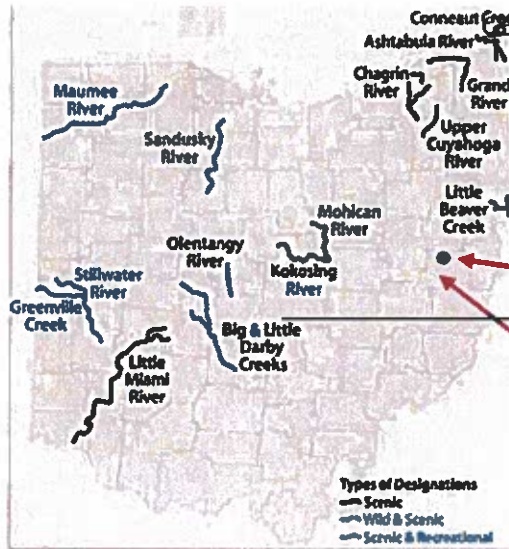 Conneaut Creek
Ashtabula River
Chagrin
River
Grand
River
Maumee
River
Upper
Cuyahoga
River
Sandusky
River
Little
Beaver
Creek
Mohican
River
Olentangy
River
Kokosing
River
Stillwater
River
Greenville
Creek
Big & Little
Darby
Creeks
Little
Miami
River
Types of Designations
Scenic
Wild & Scenic
Scenic & Recreational